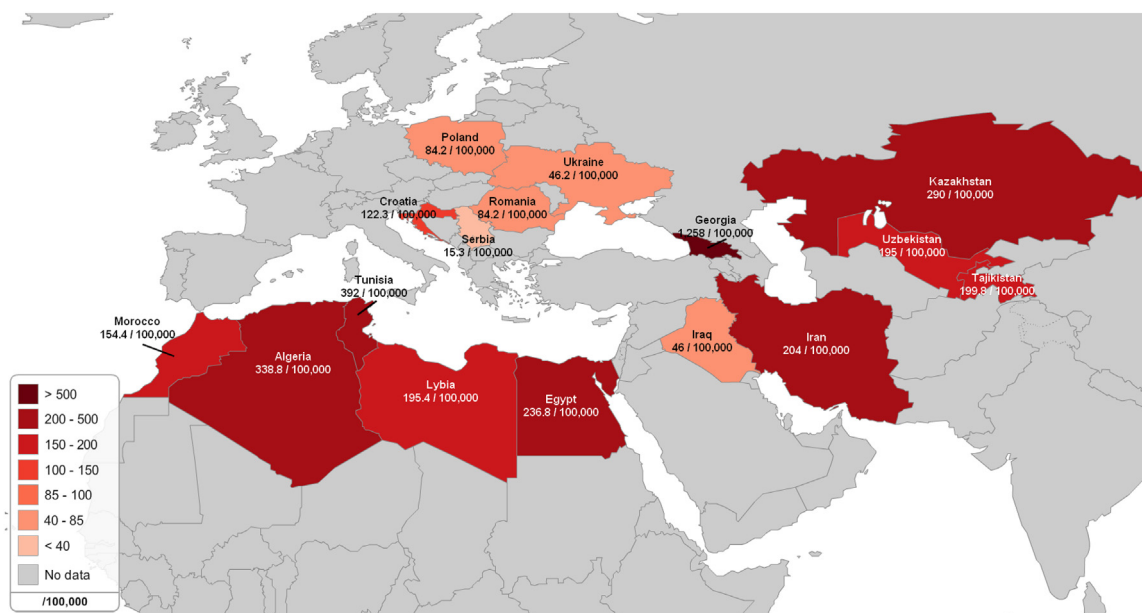 Poland
84.2 / 100,000
Ukraine
46.2 / 100,000
Croatia
122.3 / 100,000
Romania
84.2 / 100,000
Serbia
15.3 / 100,000
Georgia
1,258 / 100,000
Kazakhstan
290 / 100,000
Uzbekistan
195 / 100,000
Tajikistan
199.8 / 100,000
Tunisia
392 / 100,000
Morocco
154.4 / 100,000
Algeria
338.8 / 100,000
Lybia
195.4 / 100,000
Egypt
236.8 / 100,000
Iraq
46 / 100,000
Iran
204 / 100,000
> 500
200 - 500
150 - 200
100 - 150
85 - 100
40 - 85
< 40
No data
/100,000